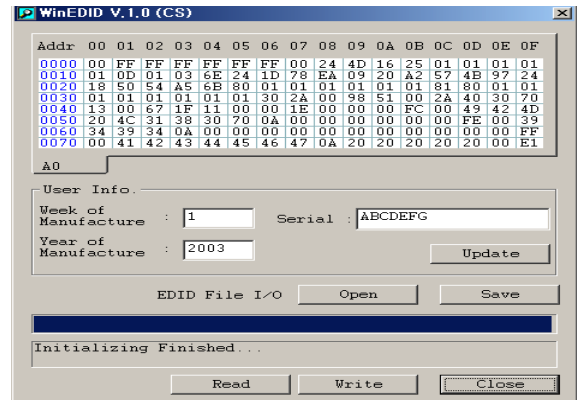 WinEDID V.1.0 (CS)
Addr 00 01 02 03 04 05 06 07 08 09 0A 0B 0C 0D 0E 0F
0000 00 FF FF FF FF FF FF 00 24 4D 16 25 01 01 01 01
0010 01 0D 01 03 6E 24 1D 78 EA 09 20 A2 57 4B 97 24
0020 18 50 54 A5 6B 80 01 01 01 01 01 01 81 80 01 01
0030 01 01 01 01 01 01 30 2A 00 98 51 00 2A 40 30 70
0040 13 00 67 1F 11 00 00 1E 00 00 00 FC 00 49 42 4D
0050 20 4C 31 38 30 70 0A 00 00 00 00 00 00 FE 00 39
0060 34 39 34 0A 00 00 00 00 00 00 00 00 00 00 00 FF
0070 00 41 42 43 44 45 46 47 0A 20 20 20 20 20 00 E1
A0
User Info.
Week of Manufacture : 1 Serial : ABCDEFG
Year of Manufacture : 2003 Update
EDID File I/O Open Save
Initializing Finished...
Read Write Close